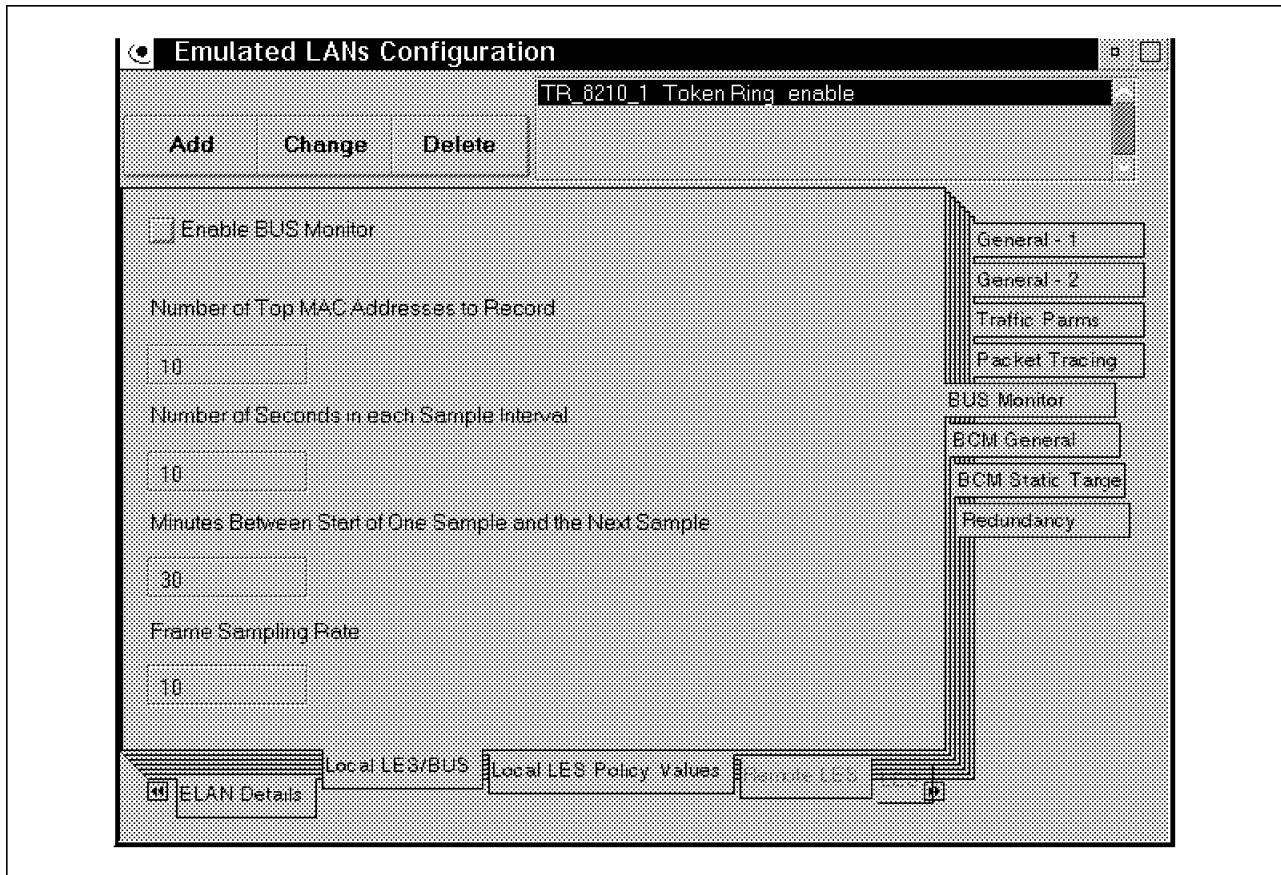 Emulated LANs Configuration
TR_8210_1 Token Ring enable
Add Change Delete
Enable BUS Monitor
Number of Top MAC Addresses to Record
10
Number of Seconds in each Sample Interval
10
Minutes Between Start of One Sample and the Next Sample
30
Frame Sampling Rate
10
General - 1
General - 2
Traffic Parms
Packet Tracing
BUS Monitor
BCM General
BCM Static Targe
Redundancy
Local LES/BUS
Local LES Policy Values
Remote LES
ELAN Details